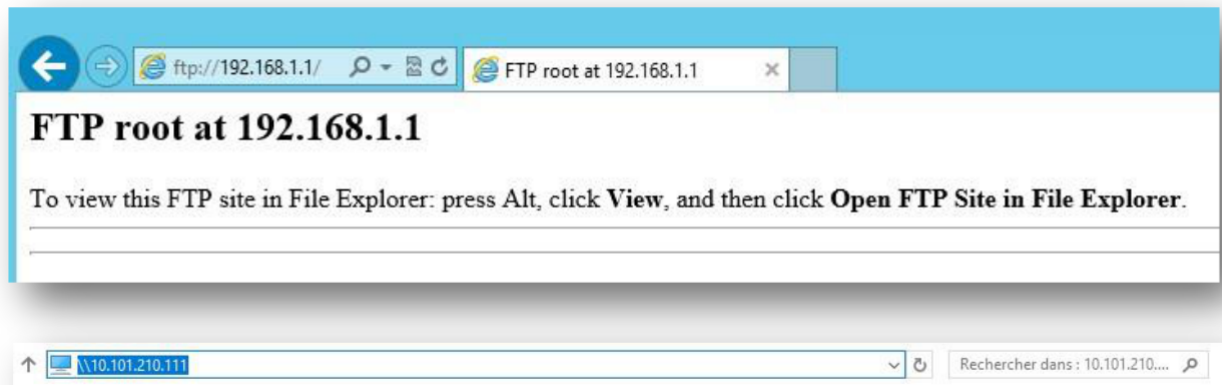 ftp://192.168.1.1/
FTP root at 192.168.1.1
FTP root at 192.168.1.1
To view this FTP site in File Explorer: press Alt, click View, and then click Open FTP Site in File Explorer.
\\10.101.210.111
Rechercher dans : 10.101.210....